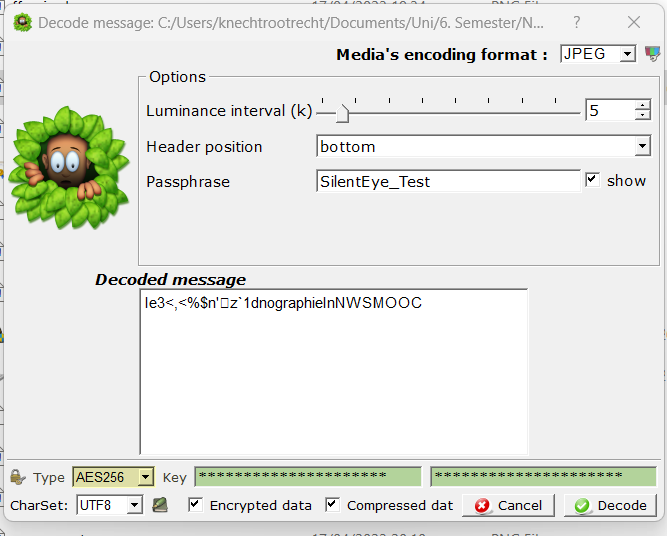 Decode message: C:/Users/knechtrootrecht/Documents/Uni/6. Semester/N... ?
Media's encoding format : JPEG
Options
Luminance interval (k) 5
Header position bottom
Passphrase SilentEye_Test show
Decoded message
Ie3<,<%$n'▯z`1dnographieInNWSMOOC
Type AES256 Key ********************* *********************
CharSet: UTF8 Encrypted data Compressed dat Cancel Decode